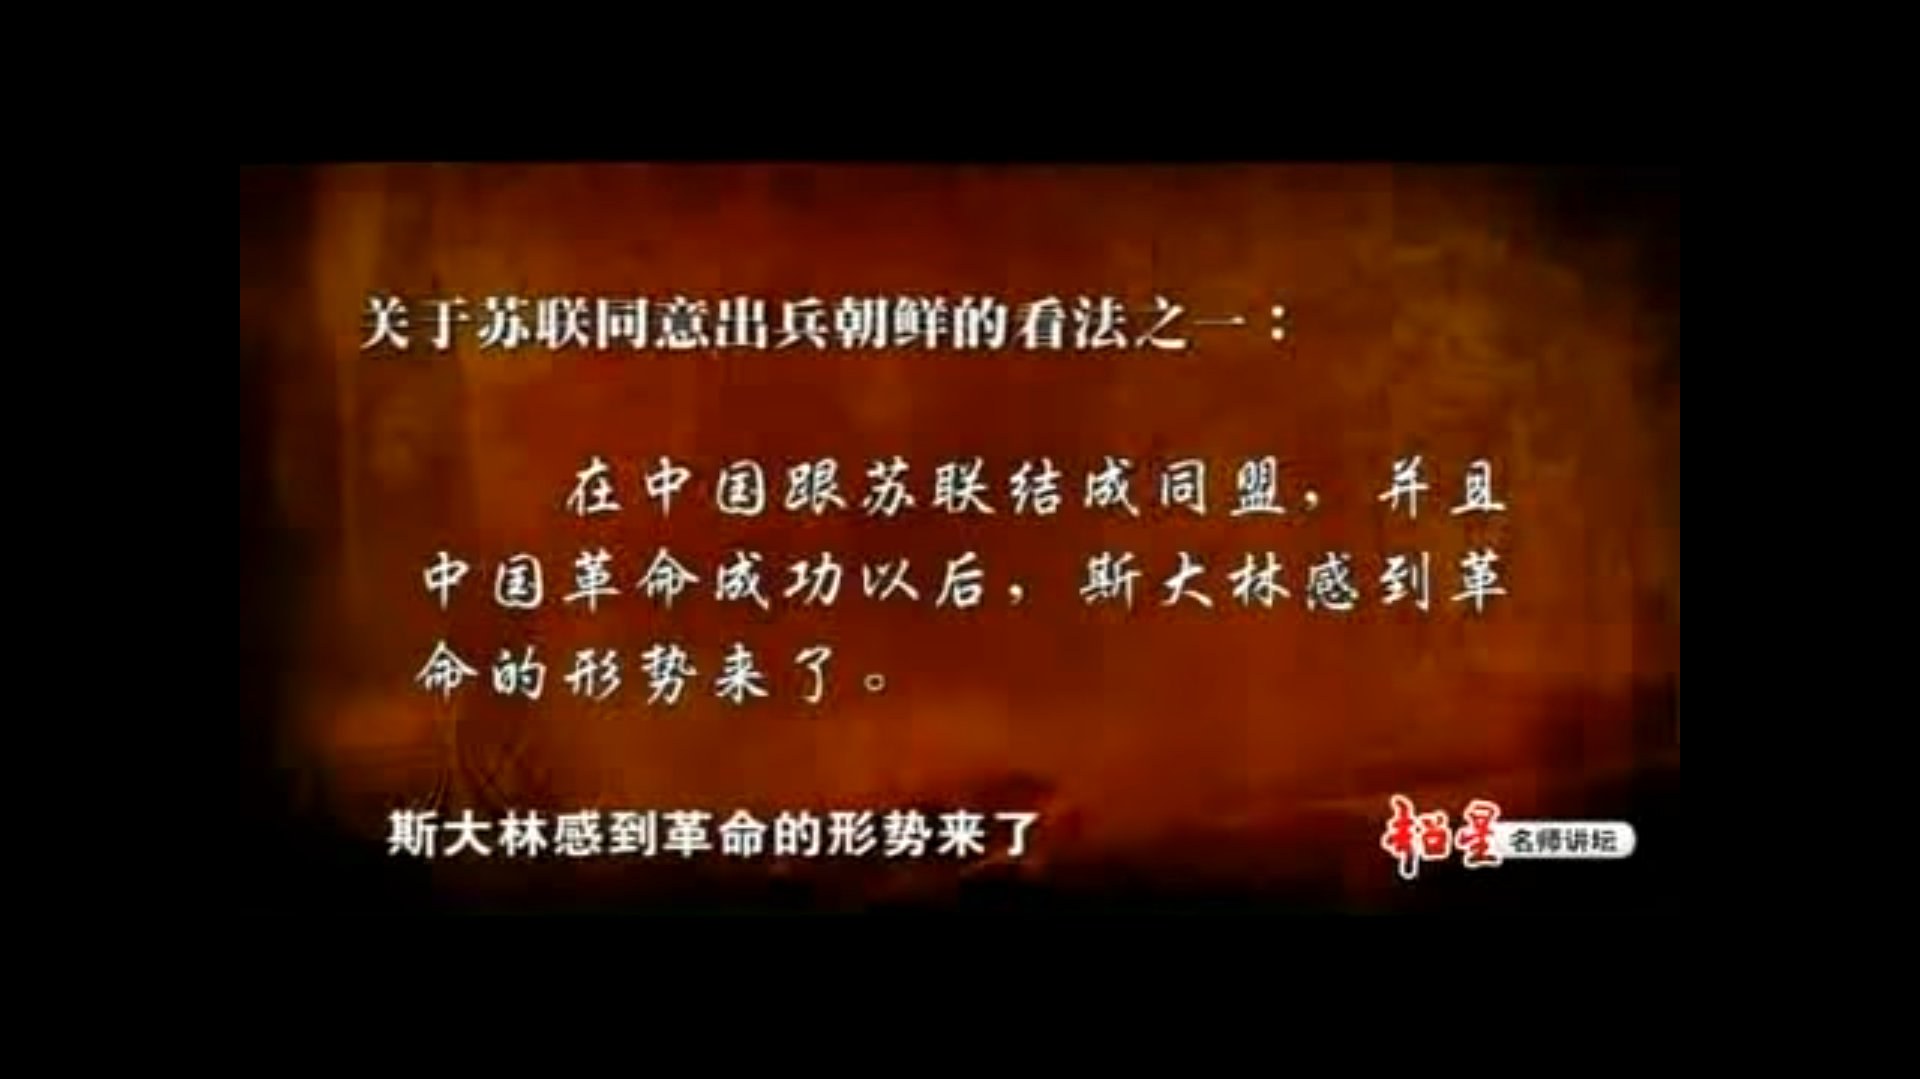 关于苏联同意出兵朝鲜的看法之一：
在中国跟苏联结成同盟，并且
中国革命成功以后，斯大林感到革
命的形势来了。
斯大林感到革命的形势来了
超星 名师讲坛